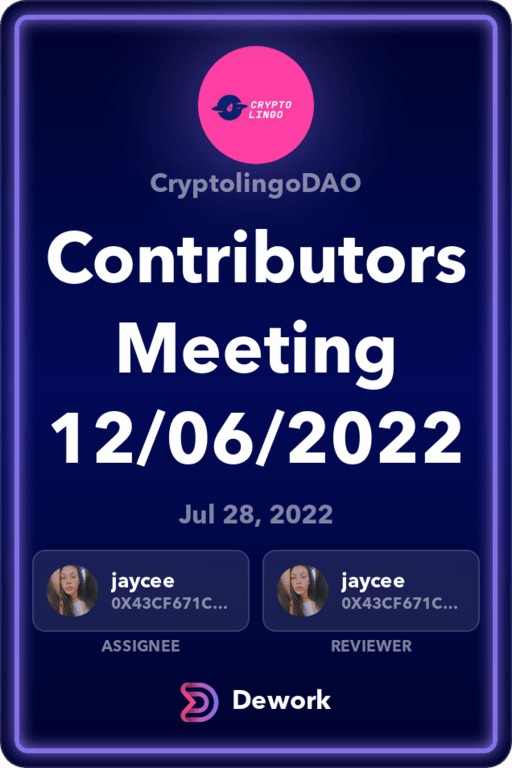 CRYPTO
LINGO
CryptolingoDAO
Contributors
Meeting
12/06/2022
Jul 28, 2022
jaycee
0X43CF671C...
ASSIGNEE
jaycee
0X43CF671C...
REVIEWER
Dework